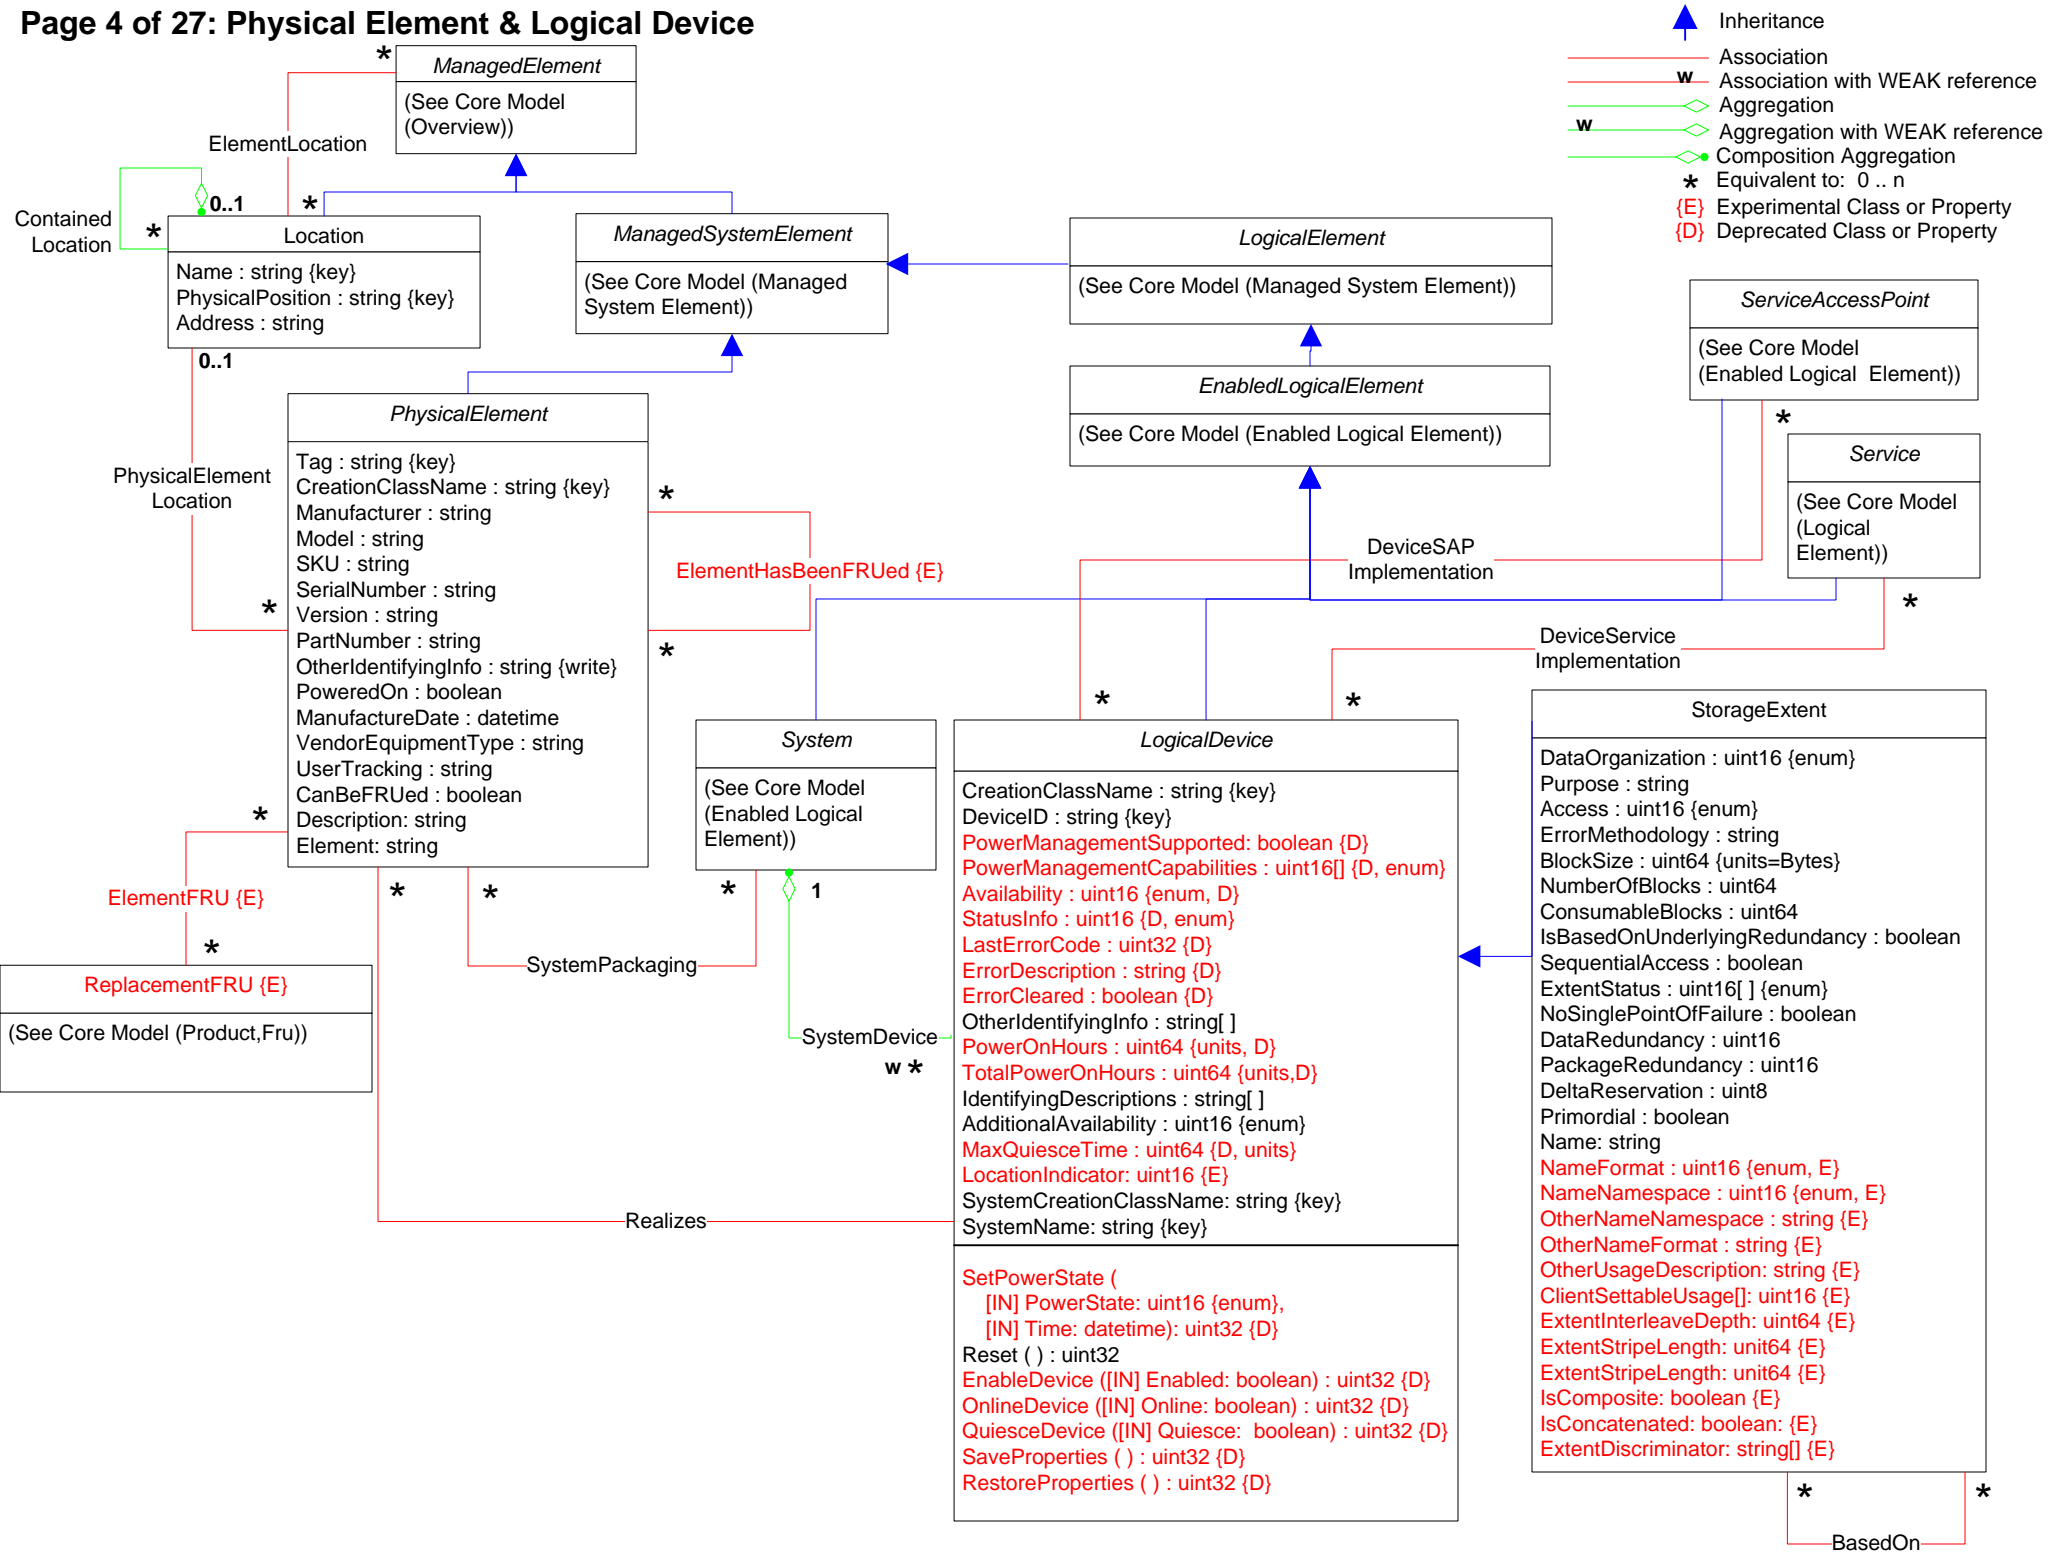 Page 4 of 27: Physical Element & Logical Device
Inheritance
Association
w
Association with WEAK reference
Aggregation
w
Aggregation with WEAK reference
Composition Aggregation
* Equivalent to: 0 .. n
{E} Experimental Class or Property
{D} Deprecated Class or Property
*
ManagedElement
(See Core Model
(Overview))
ElementLocation
Contained
Location
0..1
*
*
Location
Name : string {key}
PhysicalPosition : string {key}
Address : string
0..1
ManagedSystemElement
(See Core Model (Managed
System Element))
LogicalElement
(See Core Model (Managed System Element))
EnabledLogicalElement
(See Core Model (Enabled Logical Element))
ServiceAccessPoint
(See Core Model
(Enabled Logical  Element))
*
Service
(See Core Model
(Logical
Element))
*
PhysicalElement
Location
*
PhysicalElement
Tag : string {key}
CreationClassName : string {key}
Manufacturer : string
Model : string
SKU : string
SerialNumber : string
Version : string
PartNumber : string
OtherIdentifyingInfo : string {write}
PoweredOn : boolean
ManufactureDate : datetime
VendorEquipmentType : string
UserTracking : string
CanBeFRUed : boolean
Description: string
Element: string
*
ElementHasBeenFRUed {E}
*
DeviceSAP
Implementation
*
DeviceService
Implementation
*
*
ElementFRU {E}
*
ReplacementFRU {E}
(See Core Model (Product,Fru))
*
*
SystemPackaging
*
System
(See Core Model
(Enabled Logical
Element))
1
SystemDevice
w *
Realizes
LogicalDevice
CreationClassName : string {key}
DeviceID : string {key}
PowerManagementSupported: boolean {D}
PowerManagementCapabilities : uint16[] {D, enum}
Availability : uint16 {enum, D}
StatusInfo : uint16 {D, enum}
LastErrorCode : uint32 {D}
ErrorDescription : string {D}
ErrorCleared : boolean {D}
OtherIdentifyingInfo : string[ ]
PowerOnHours : uint64 {units, D}
TotalPowerOnHours : uint64 {units,D}
IdentifyingDescriptions : string[ ]
AdditionalAvailability : uint16 {enum}
MaxQuiesceTime : uint64 {D, units}
LocationIndicator: uint16 {E}
SystemCreationClassName: string {key}
SystemName: string {key}
SetPowerState (
[IN] PowerState: uint16 {enum},
[IN] Time: datetime): uint32 {D}
Reset ( ) : uint32
EnableDevice ([IN] Enabled: boolean) : uint32 {D}
OnlineDevice ([IN] Online: boolean) : uint32 {D}
QuiesceDevice ([IN] Quiesce:  boolean) : uint32 {D}
SaveProperties ( ) : uint32 {D}
RestoreProperties ( ) : uint32 {D}
StorageExtent
DataOrganization : uint16 {enum}
Purpose : string
Access : uint16 {enum}
ErrorMethodology : string
BlockSize : uint64 {units=Bytes}
NumberOfBlocks : uint64
ConsumableBlocks : uint64
IsBasedOnUnderlyingRedundancy : boolean
SequentialAccess : boolean
ExtentStatus : uint16[ ] {enum}
NoSinglePointOfFailure : boolean
DataRedundancy : uint16
PackageRedundancy : uint16
DeltaReservation : uint8
Primordial : boolean
Name: string
NameFormat : uint16 {enum, E}
NameNamespace : uint16 {enum, E}
OtherNameNamespace : string {E}
OtherNameFormat : string {E}
OtherUsageDescription: string {E}
ClientSettableUsage[]: uint16 {E}
ExtentInterleaveDepth: uint64 {E}
ExtentStripeLength: unit64 {E}
ExtentStripeLength: unit64 {E}
IsComposite: boolean {E}
IsConcatenated: boolean: {E}
ExtentDiscriminator: string[] {E}
*
*
BasedOn